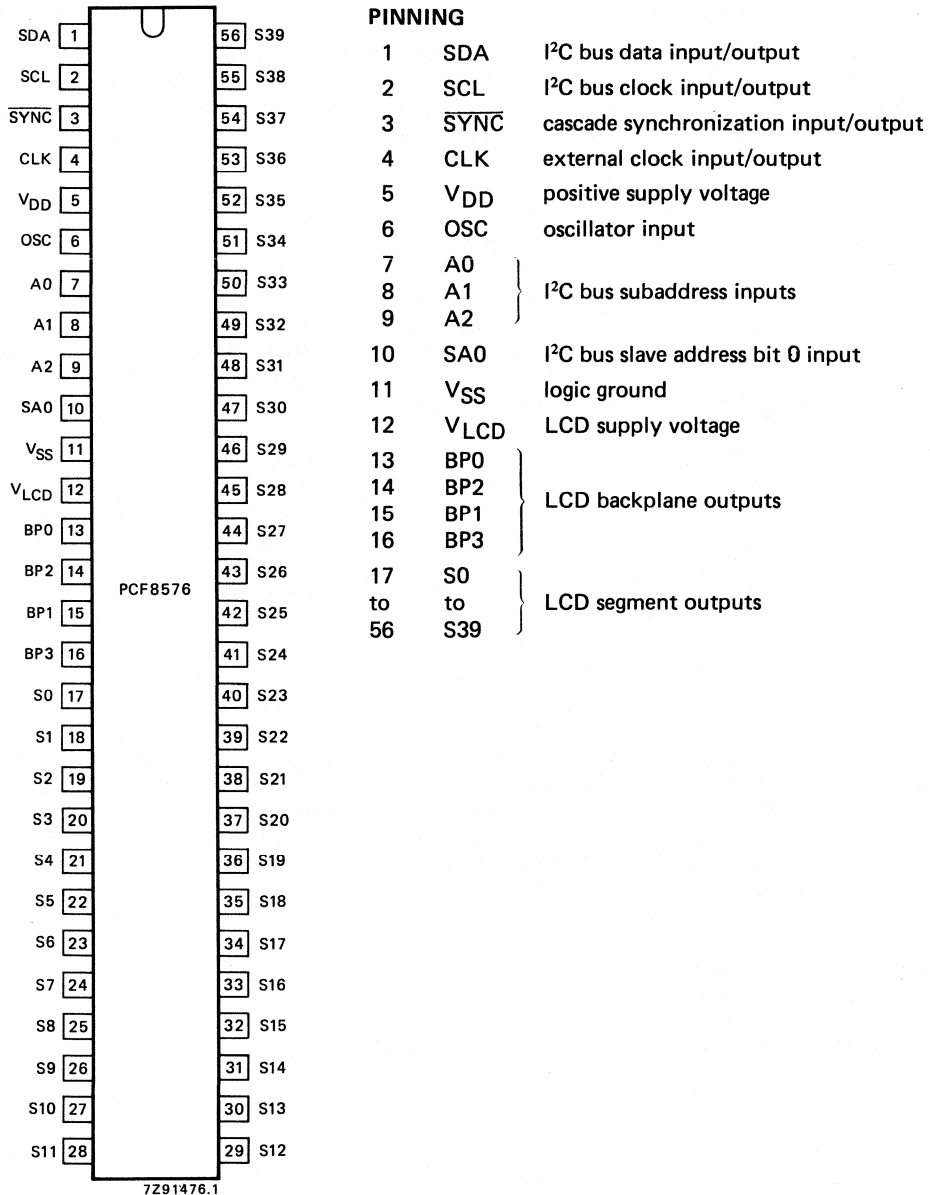 PINNING
SDA 1 56 S39
SCL 2 55 S38
SYNC 3 54 S37
CLK 4 53 S36
VDD 5 52 S35
OSC 6 51 S34
A0 7 50 S33
A1 8 49 S32
A2 9 48 S31
SA0 10 47 S30
VSS 11 46 S29
VLCD 12 45 S28
BP0 13 44 S27
BP2 14 43 S26
PCF8576
BP1 15 42 S25
BP3 16 41 S24
S0 17 40 S23
S1 18 39 S22
S2 19 38 S21
S3 20 37 S20
S4 21 36 S19
S5 22 35 S18
S6 23 34 S17
S7 24 33 S16
S8 25 32 S15
S9 26 31 S14
S10 27 30 S13
S11 28 29 S12
7Z91476.1
1 SDA I²C bus data input/output
2 SCL I²C bus clock input/output
3 SYNC cascade synchronization input/output
4 CLK external clock input/output
5 VDD positive supply voltage
6 OSC oscillator input
7 A0
8 A1 I²C bus subaddress inputs
9 A2
10 SA0 I²C bus slave address bit 0 input
11 VSS logic ground
12 VLCD LCD supply voltage
13 BP0
14 BP2 LCD backplane outputs
15 BP1
16 BP3
17 S0
to to LCD segment outputs
56 S39